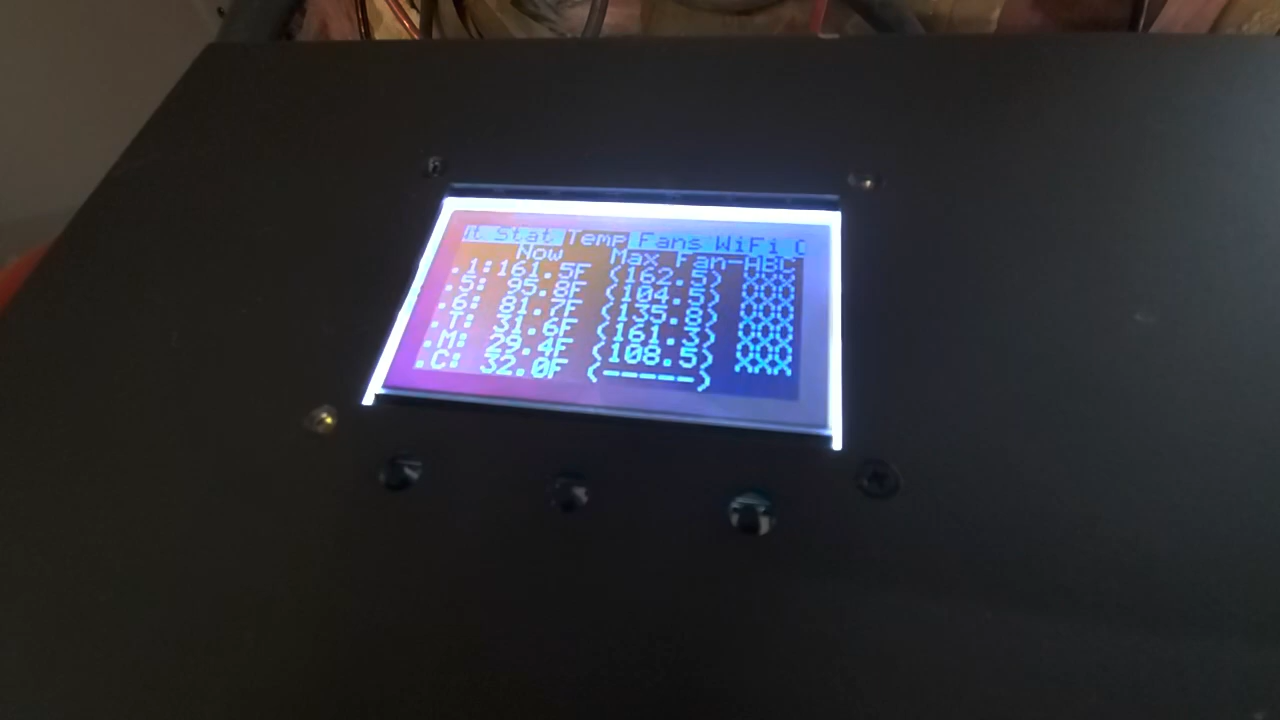 ut Stat Temp Fans WiFi C
Now Max Fan-ABC
.1:161.5F (162.5) XXX
.5: 95.8F (104.5) XXX
.6: 81.7F (135.8) XXX
.T: 31.6F (161.3) XXX
.M: 29.4F (108.5) XXX
.C: 32.0F (-----)